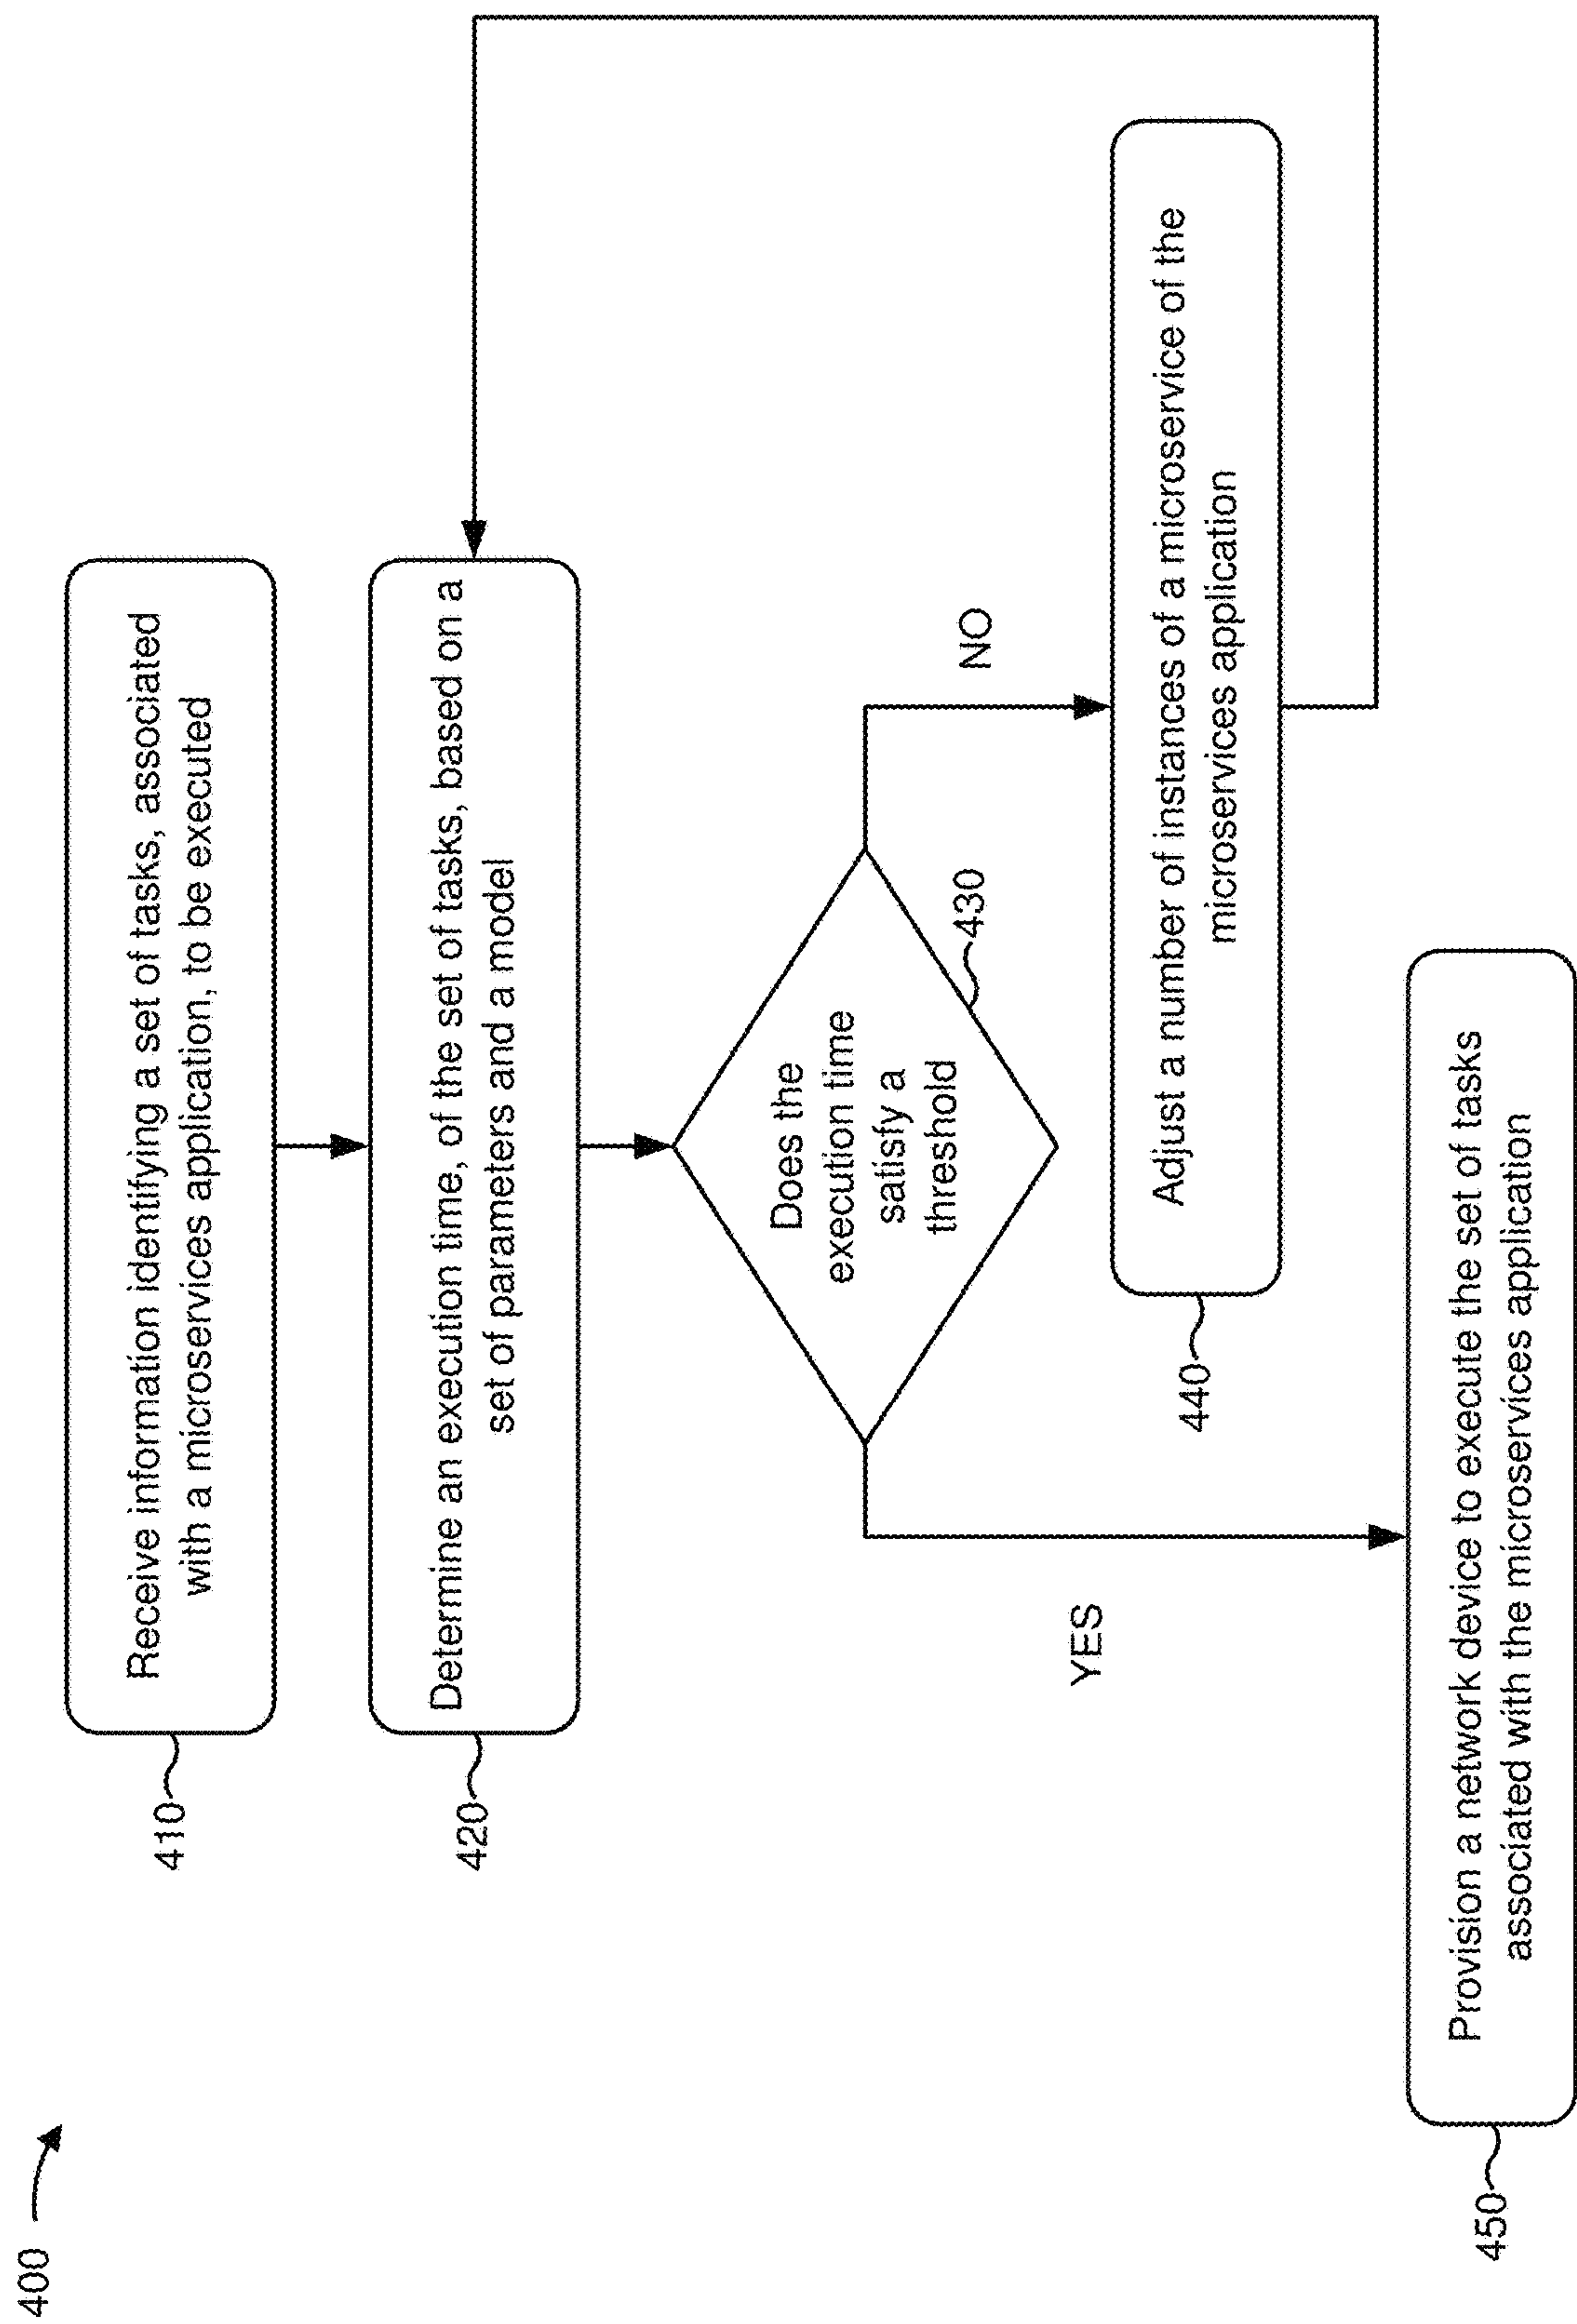 400
410
Receive information identifying a set of tasks, associated
with a microservices application, to be executed
420
Determine an execution time, of the set of tasks, based on a
set of parameters and a model
Does the
execution time
satisfy a
threshold
430
YES
NO
440
Adjust a number of instances of a microservice of the
microservices application
450
Provision a network device to execute the set of tasks
associated with the microservices application